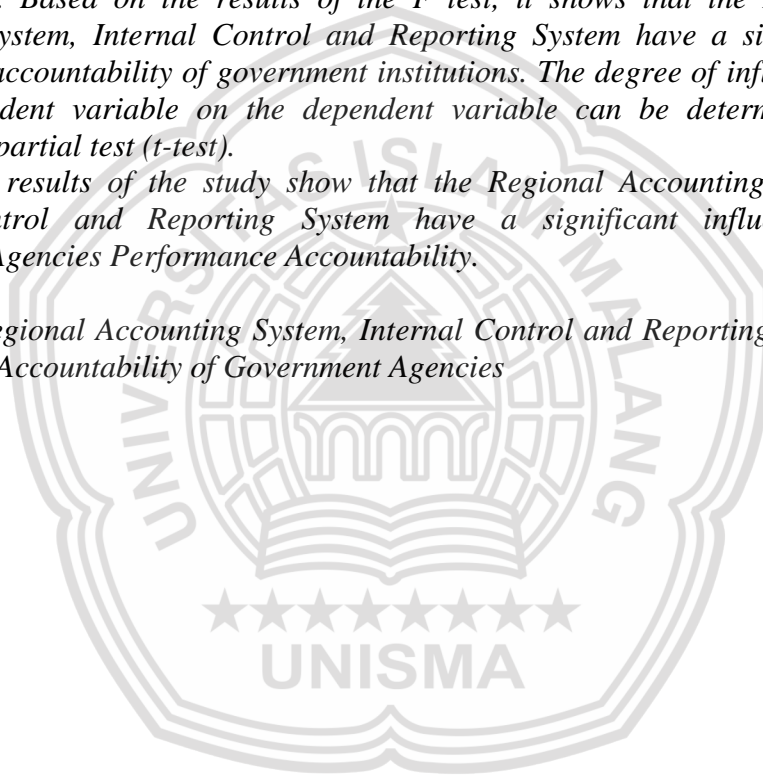 . Based on the results of the F test, it shows that the
ystem, Internal Control and Reporting System have a si
accountability of government institutions. The degree of infl
dent variable on the dependent variable can be determ
partial test (t-test).
results of the study show that the Regional Accounting
trol and Reporting System have a significant influ
Agencies Performance Accountability.
egional Accounting System, Internal Control and Reporting
Accountability of Government Agencies
UNIVERSITAS ISLAM MALANG
UNISMA